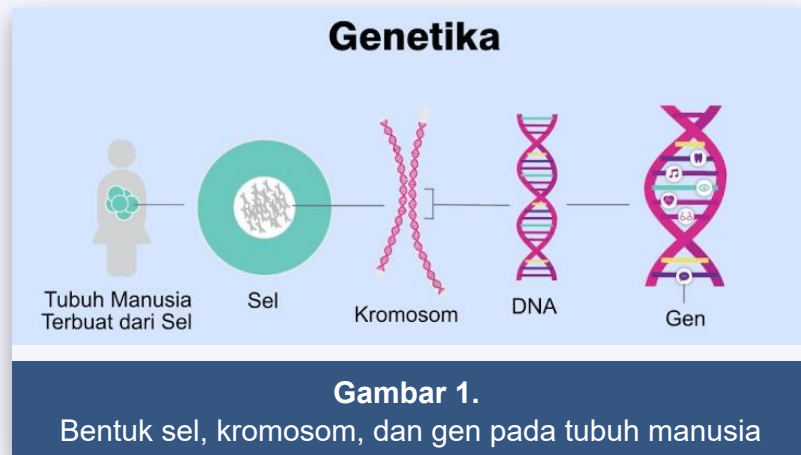 Genetika
Tubuh Manusia
Terbuat dari Sel
Sel
Kromosom
DNA
Gen
Gambar 1.
Bentuk sel, kromosom, dan gen pada tubuh manusia